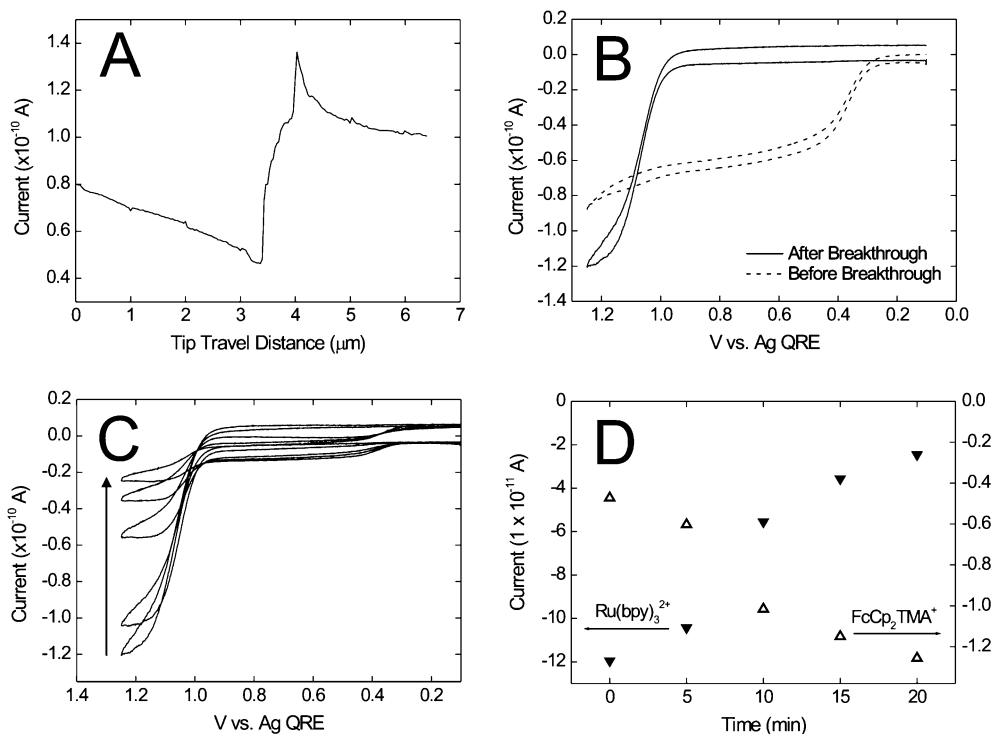 A
Current (x10⁻¹⁰ A)
1.4
1.2
1.0
0.8
0.6
0.4
0 1 2 3 4 5 6 7
Tip Travel Distance (μm)
B
Current (x10⁻¹⁰ A)
0.2
0.0
-0.2
-0.4
-0.6
-0.8
-1.0
-1.2
-1.4
After Breakthrough
Before Breakthrough
1.2 1.0 0.8 0.6 0.4 0.2 0.0
V vs. Ag QRE
C
Current (x10⁻¹⁰ A)
0.2
0.0
-0.2
-0.4
-0.6
-0.8
-1.0
-1.2
1.4 1.2 1.0 0.8 0.6 0.4 0.2
V vs. Ag QRE
D
Current (1 x 10⁻¹¹ A)
0
-2
-4
-6
-8
-10
-12
Ru(bpy)₃²⁺
FcCp₂TMA⁺
0.0
-0.2
-0.4
-0.6
-0.8
-1.0
-1.2
0 5 10 15 20
Time (min)